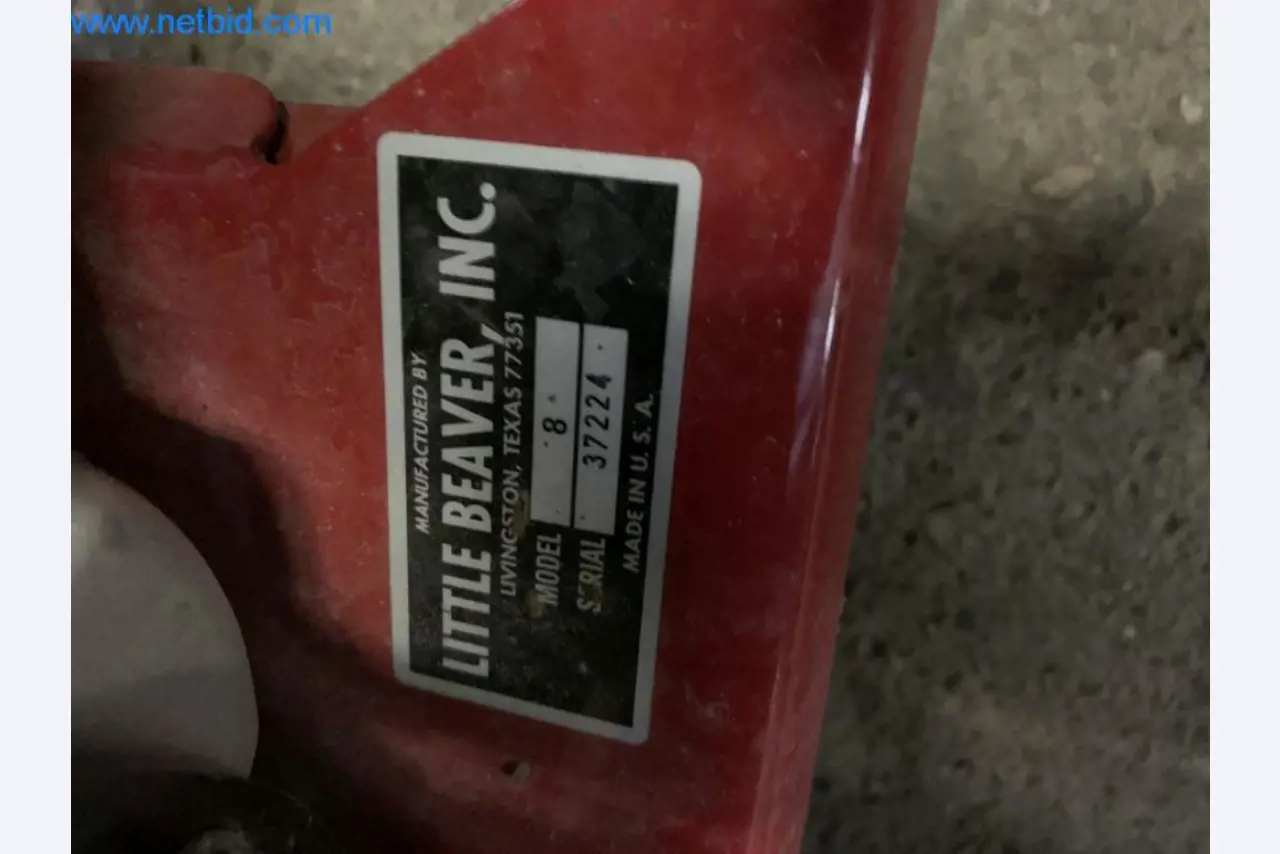 www.netbid.com
MANUFACTURED BY
LITTLE BEAVER, INC.
LIVINGSTON, TEXAS 77351
MODEL 8
SERIAL 37224
MADE IN U.S.A.